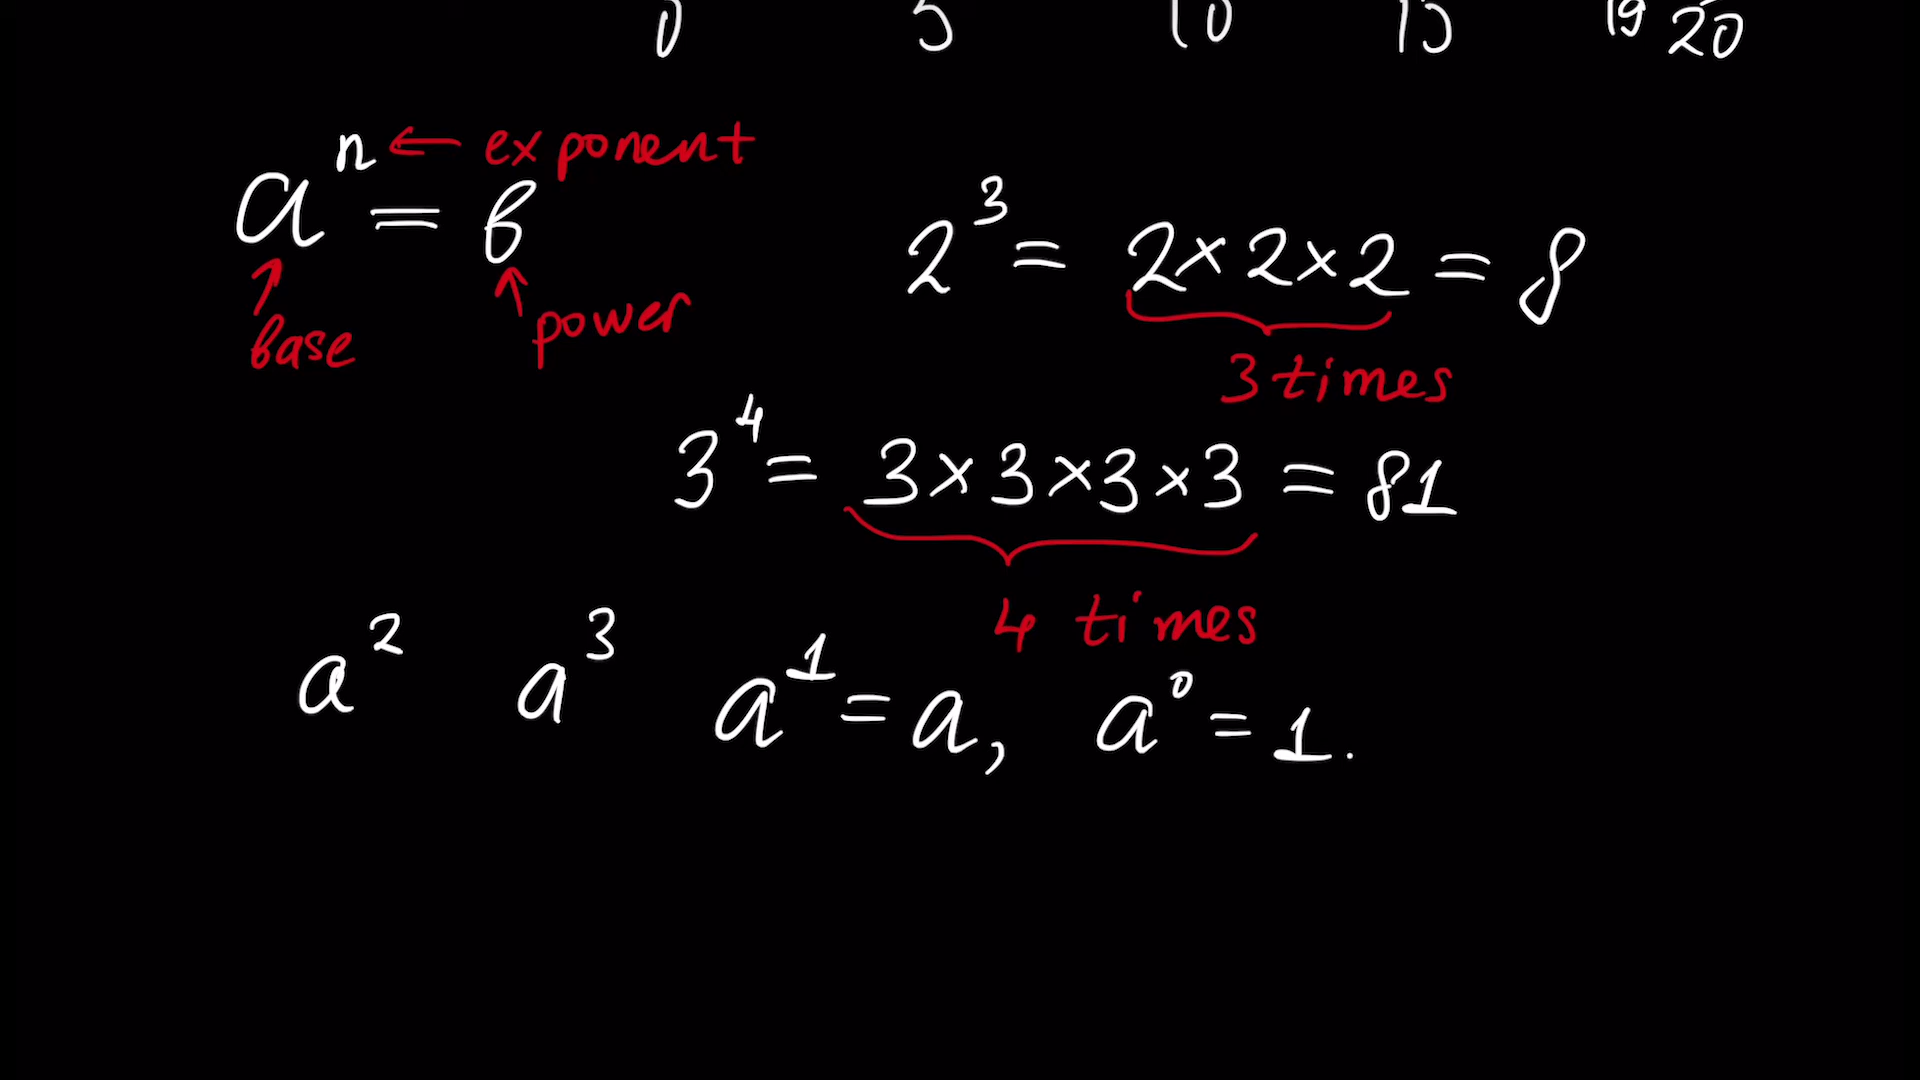 0 5 10 15 19 20
aⁿ ← exponent
= b
base
power
2³ = 2 × 2 × 2 = 8
3 times
3⁴ = 3 × 3 × 3 × 3 = 81
4 times
a² a³ a¹ = a, a⁰ = 1.